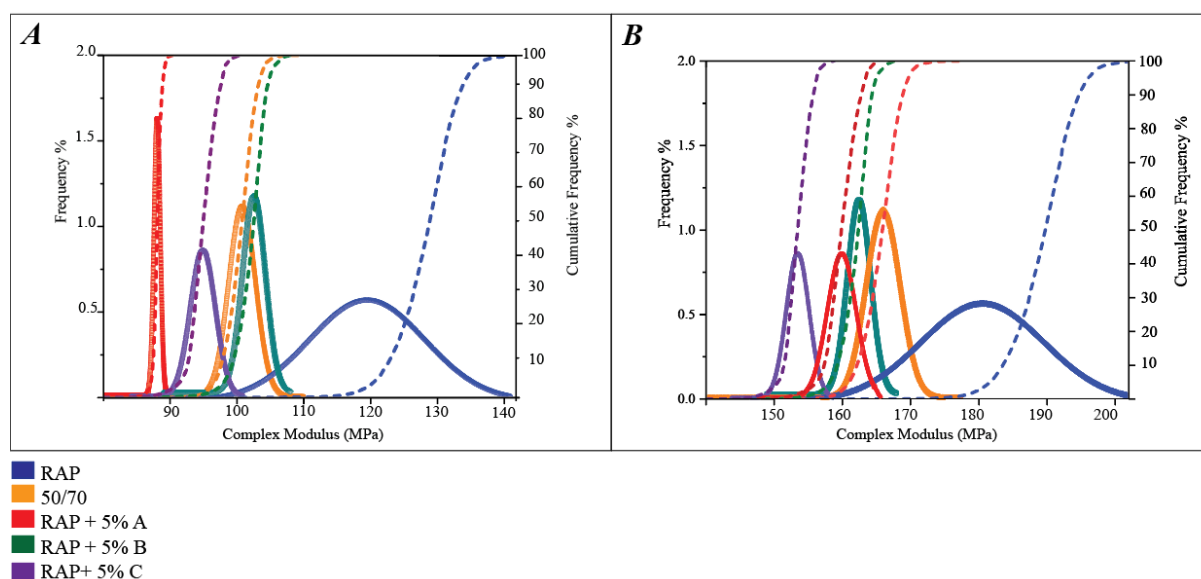 A
2.0
1.5
1.0
0.5
Frequency %
100
90
80
70
60
50
40
30
20
10
Cumulative Frequency %
90 100 110 120 130 140
Complex Modulus (MPa)
B
2.0
1.5
1.0
0.5
0.0
Frequency %
100
90
80
70
60
50
40
30
20
10
Cumulative Frequency %
150 160 170 180 190 200
Complex Modulus (MPa)
RAP
50/70
RAP + 5% A
RAP + 5% B
RAP+ 5% C